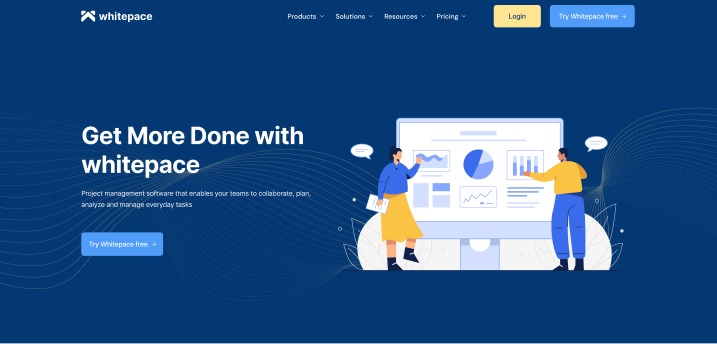 whitepace
Products
Solutions
Resources
Pricing
Login
Try Whitepace free →
Get More Done with
whitepace
Project management software that enables your teams to collaborate, plan,
analyze and manage everyday tasks
Try Whitepace free →